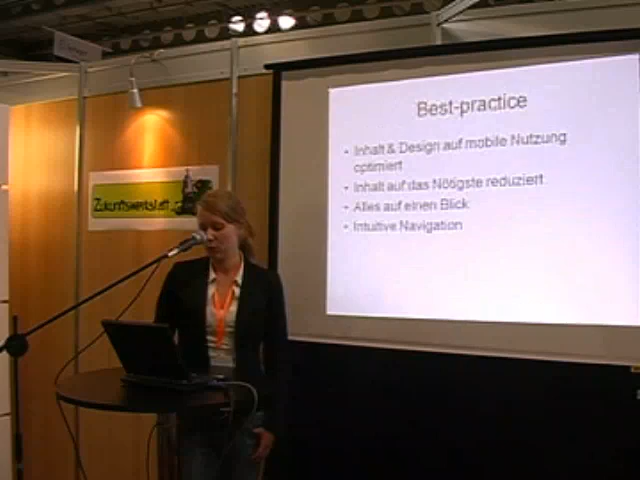 Best-practice
• Inhalt & Design auf mobile Nutzung
optimiert
• Inhalt auf das Nötigste reduziert
• Alles auf einen Blick
• Intuitive Navigation
Zukunftswerkstatt